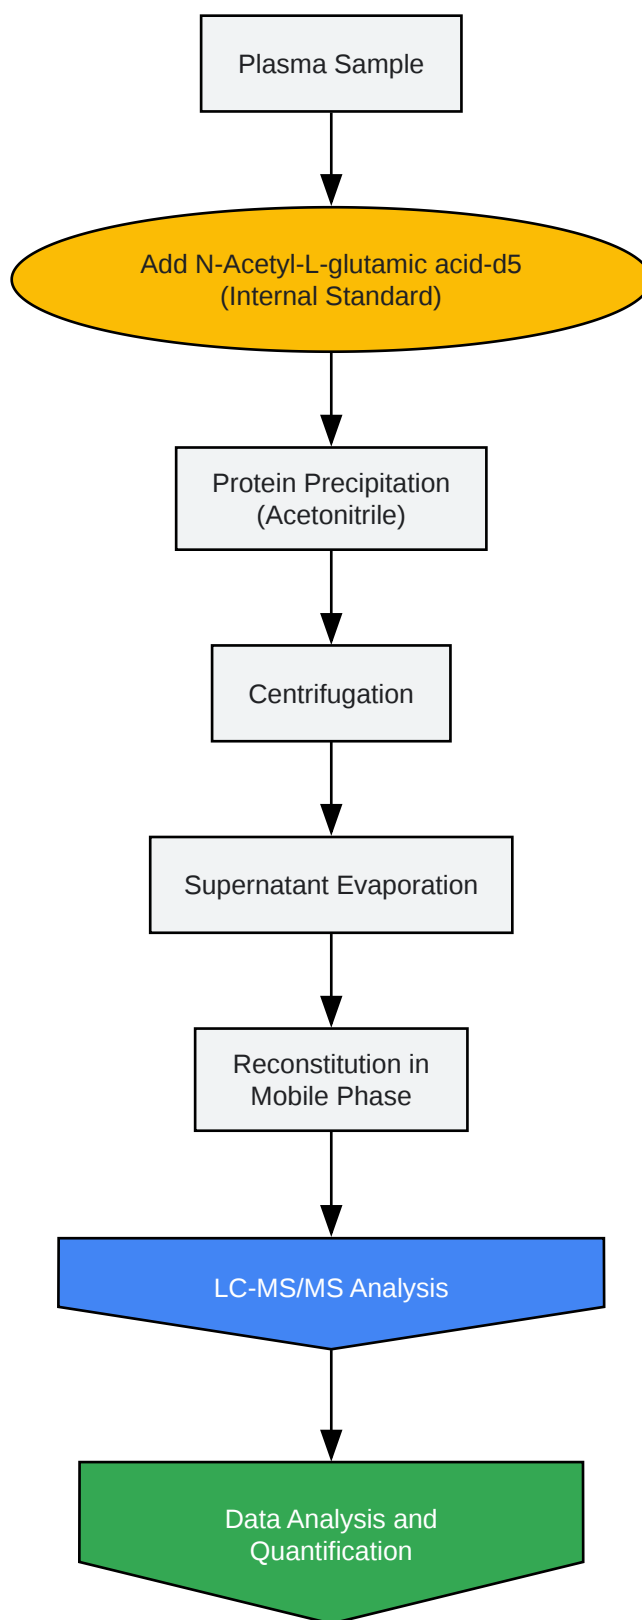 Plasma Sample
Add N-Acetyl-L-glutamic acid-d5
(Internal Standard)
Protein Precipitation
(Acetonitrile)
Centrifugation
Supernatant Evaporation
Reconstitution in
Mobile Phase
LC-MS/MS Analysis
Data Analysis and
Quantification